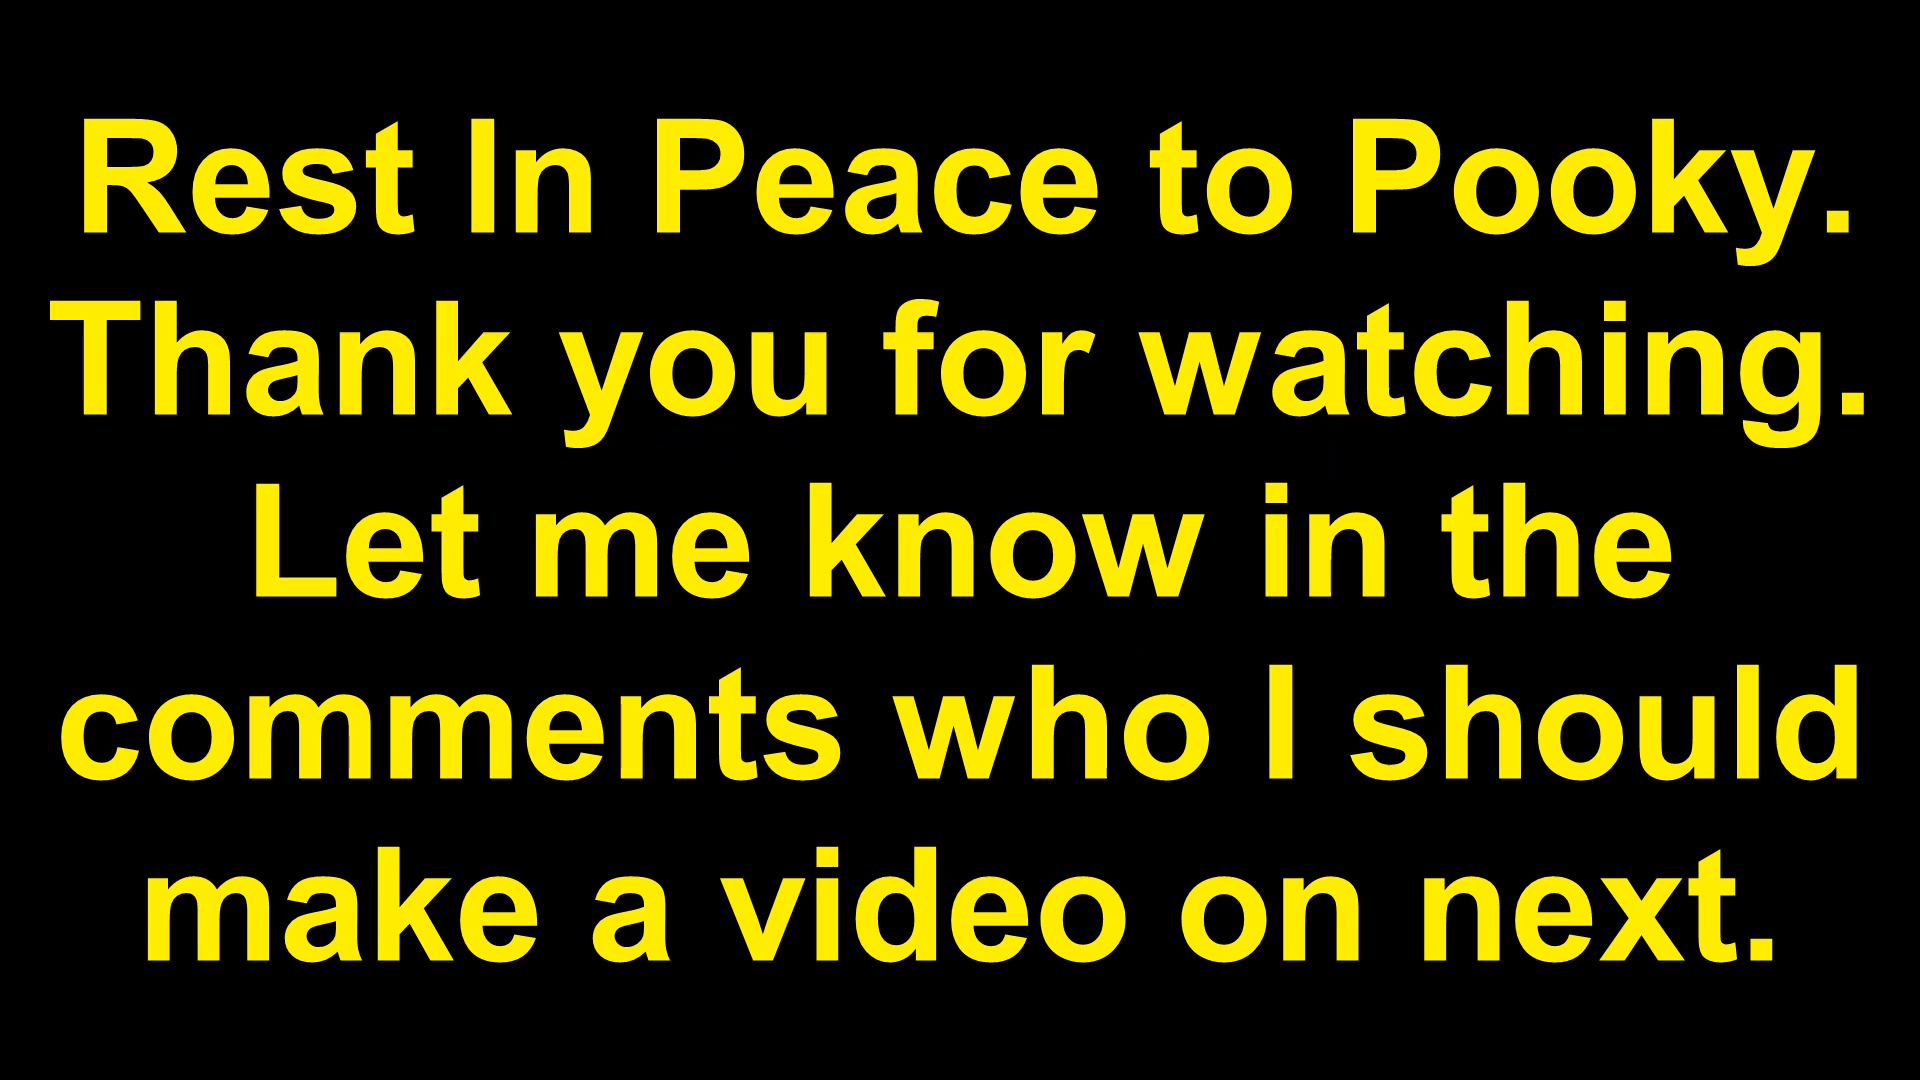 Rest In Peace to Pooky.
Thank you for watching.
Let me know in the
comments who I should
make a video on next.